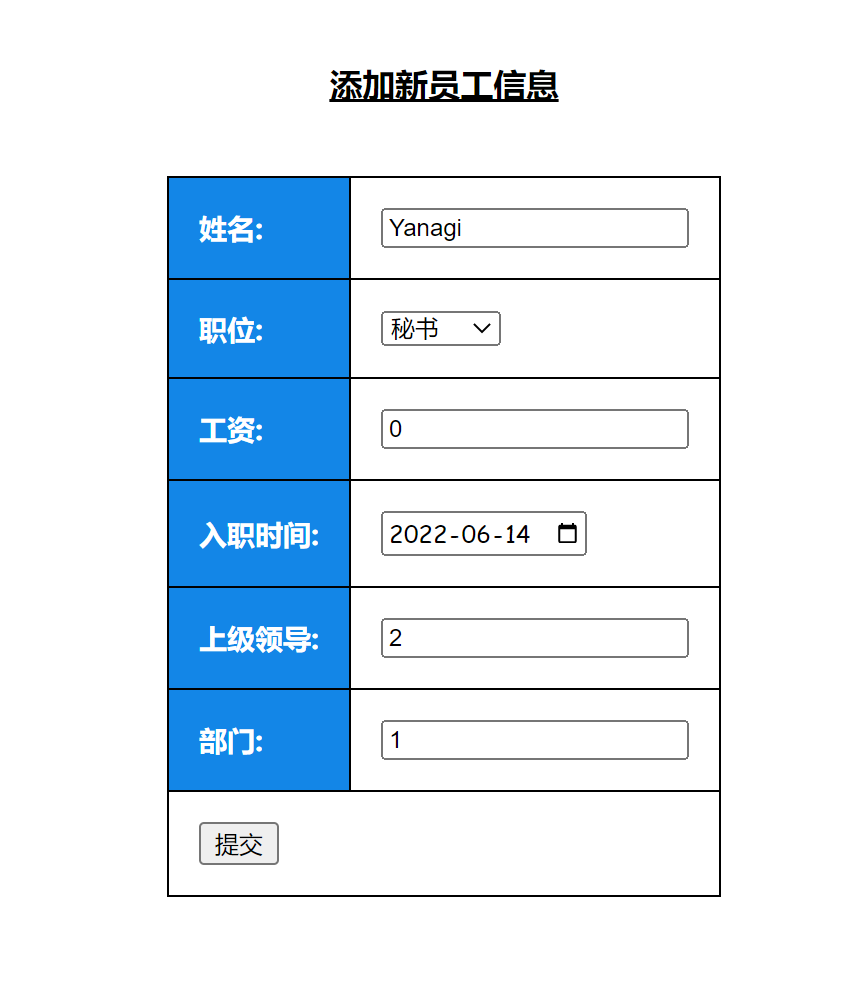 添加新员工信息
姓名: Yanagi
职位: 秘书
工资: 0
入职时间: 2022-06-14
上级领导: 2
部门: 1
提交